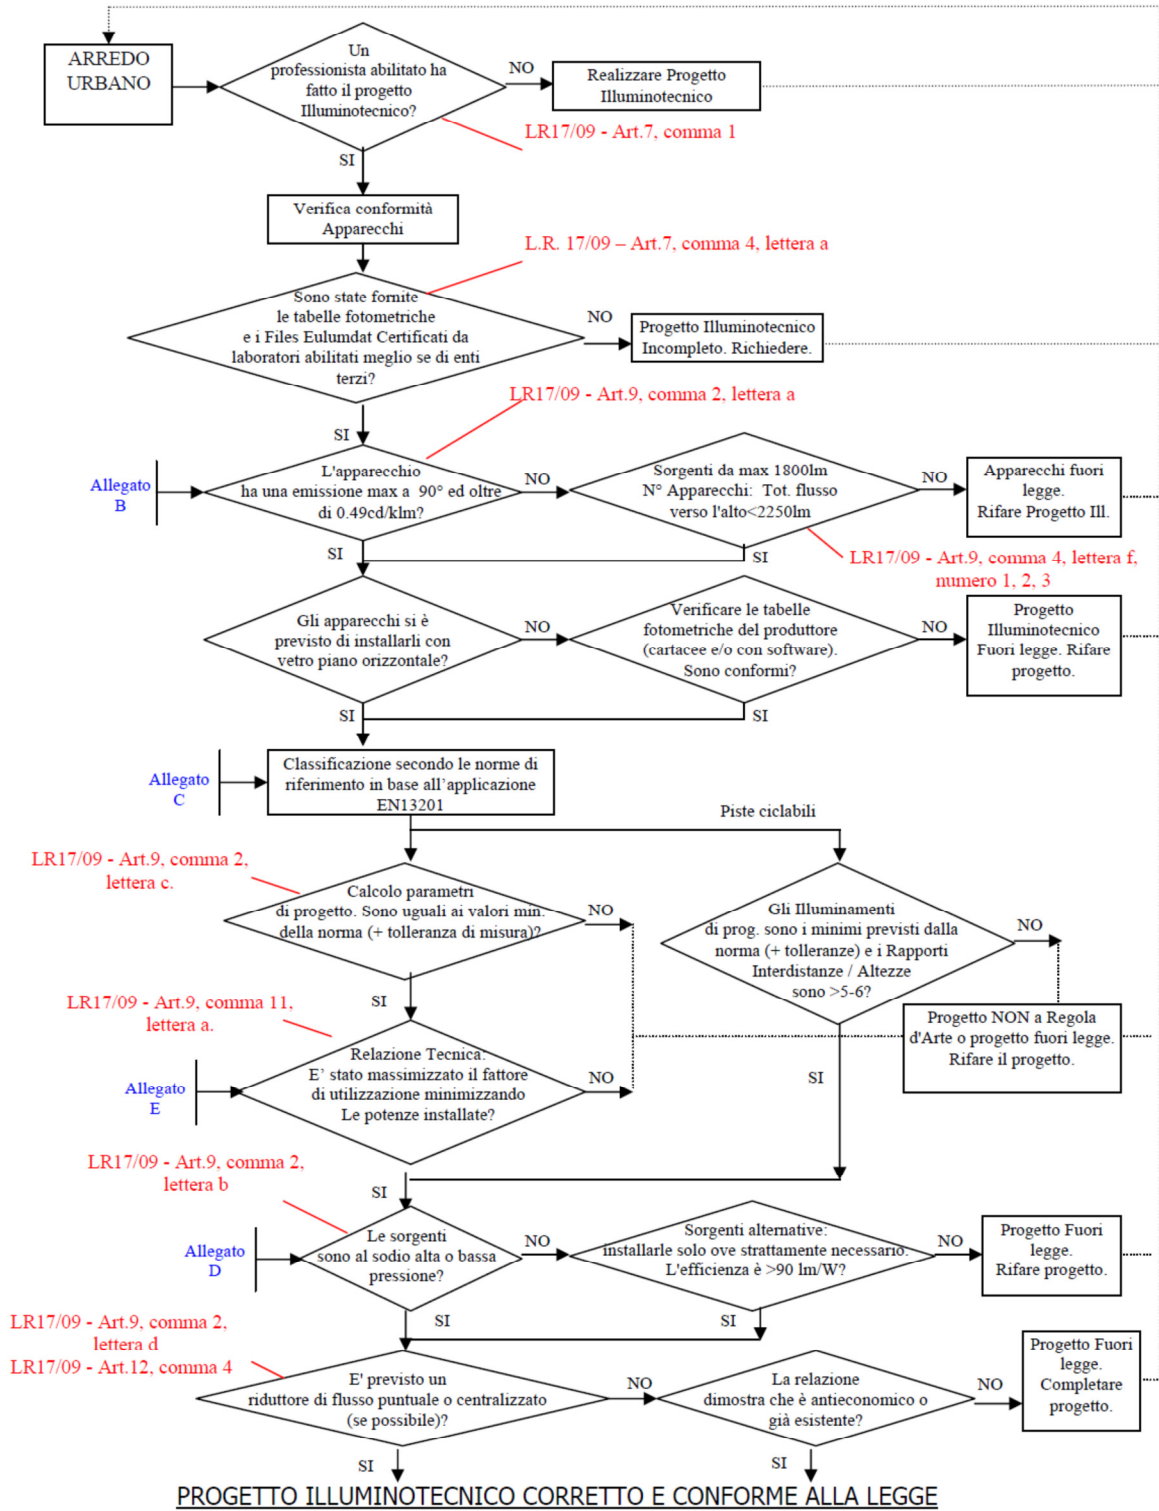 ARREDO
URBANO
Un
professionista abilitato ha
fatto il progetto
Illuminotecnico?
NO
Realizzare Progetto
Illuminotecnico
LR17/09 - Art.7, comma 1
SI
Verifica conformità
Apparecchi
L.R. 17/09 – Art.7, comma 4, lettera a
Sono state fornite
le tabelle fotometriche
e i Files Eulumdat Certificati da
laboratori abilitati meglio se di enti
terzi?
NO
Progetto Illuminotecnico
Incompleto. Richiedere.
LR17/09 - Art.9, comma 2, lettera a
SI
Allegato
B
L'apparecchio
ha una emissione max a 90° ed oltre
di 0.49cd/klm?
NO
Sorgenti da max 1800lm
N° Apparecchi: Tot. flusso
verso l'alto<2250lm
NO
Apparecchi fuori
legge.
Rifare Progetto Ill.
SI
SI
LR17/09 - Art.9, comma 4, lettera f,
numero 1, 2, 3
Gli apparecchi si è
previsto di installarli con
vetro piano orizzontale?
NO
Verificare le tabelle
fotometriche del produttore
(cartacee e/o con software).
Sono conformi?
NO
Progetto
Illuminotecnico
Fuori legge. Rifare
progetto.
SI
SI
Allegato
C
Classificazione secondo le norme di
riferimento in base all’applicazione
EN13201
Piste ciclabili
LR17/09 - Art.9, comma 2,
lettera c.
Calcolo parametri
di progetto. Sono uguali ai valori min.
della norma (+ tolleranza di misura)?
NO
Gli Illuminamenti
di prog. sono i minimi previsti dalla
norma (+ tolleranze) e i Rapporti
Interdistanze / Altezze
sono >5-6?
NO
SI
LR17/09 - Art.9, comma 11,
lettera a.
Progetto NON a Regola
d'Arte o progetto fuori legge.
Rifare il progetto.
Allegato
E
Relazione Tecnica:
E’ stato massimizzato il fattore
di utilizzazione minimizzando
Le potenze installate?
NO
SI
LR17/09 - Art.9, comma 2,
lettera b
SI
Allegato
D
Le sorgenti
sono al sodio alta o bassa
pressione?
NO
Sorgenti alternative:
installarle solo ove strattamente necessario.
L'efficienza è >90 lm/W?
NO
Progetto Fuori
legge.
Rifare progetto.
SI
SI
LR17/09 - Art.9, comma 2,
lettera d
LR17/09 - Art.12, comma 4
E' previsto un
riduttore di flusso puntuale o centralizzato
(se possibile)?
NO
La relazione
dimostra che è antieconomico o
già esistente?
NO
Progetto Fuori
legge.
Completare
progetto.
SI
SI
PROGETTO ILLUMINOTECNICO CORRETTO E CONFORME ALLA LEGGE